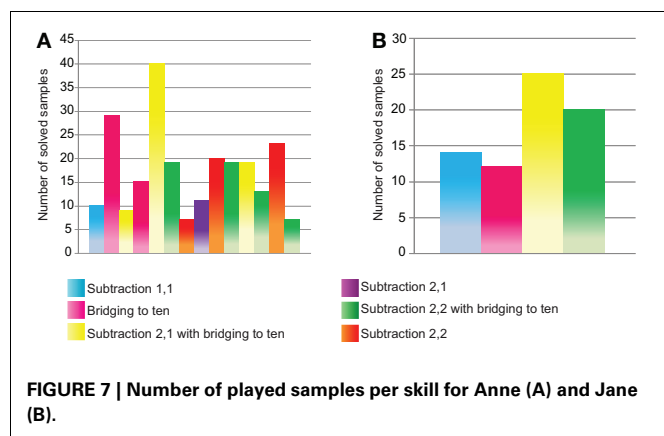 A
B
Number of solved samples
45
40
35
30
25
20
15
10
5
0
Number of solved samples
30
25
20
15
10
5
0
Subtraction 1,1
Bridging to ten
Subtraction 2,1 with bridging to ten
Subtraction 2,1
Subtraction 2,2 with bridging to ten
Subtraction 2,2
FIGURE 7 | Number of played samples per skill for Anne (A) and Jane
(B).